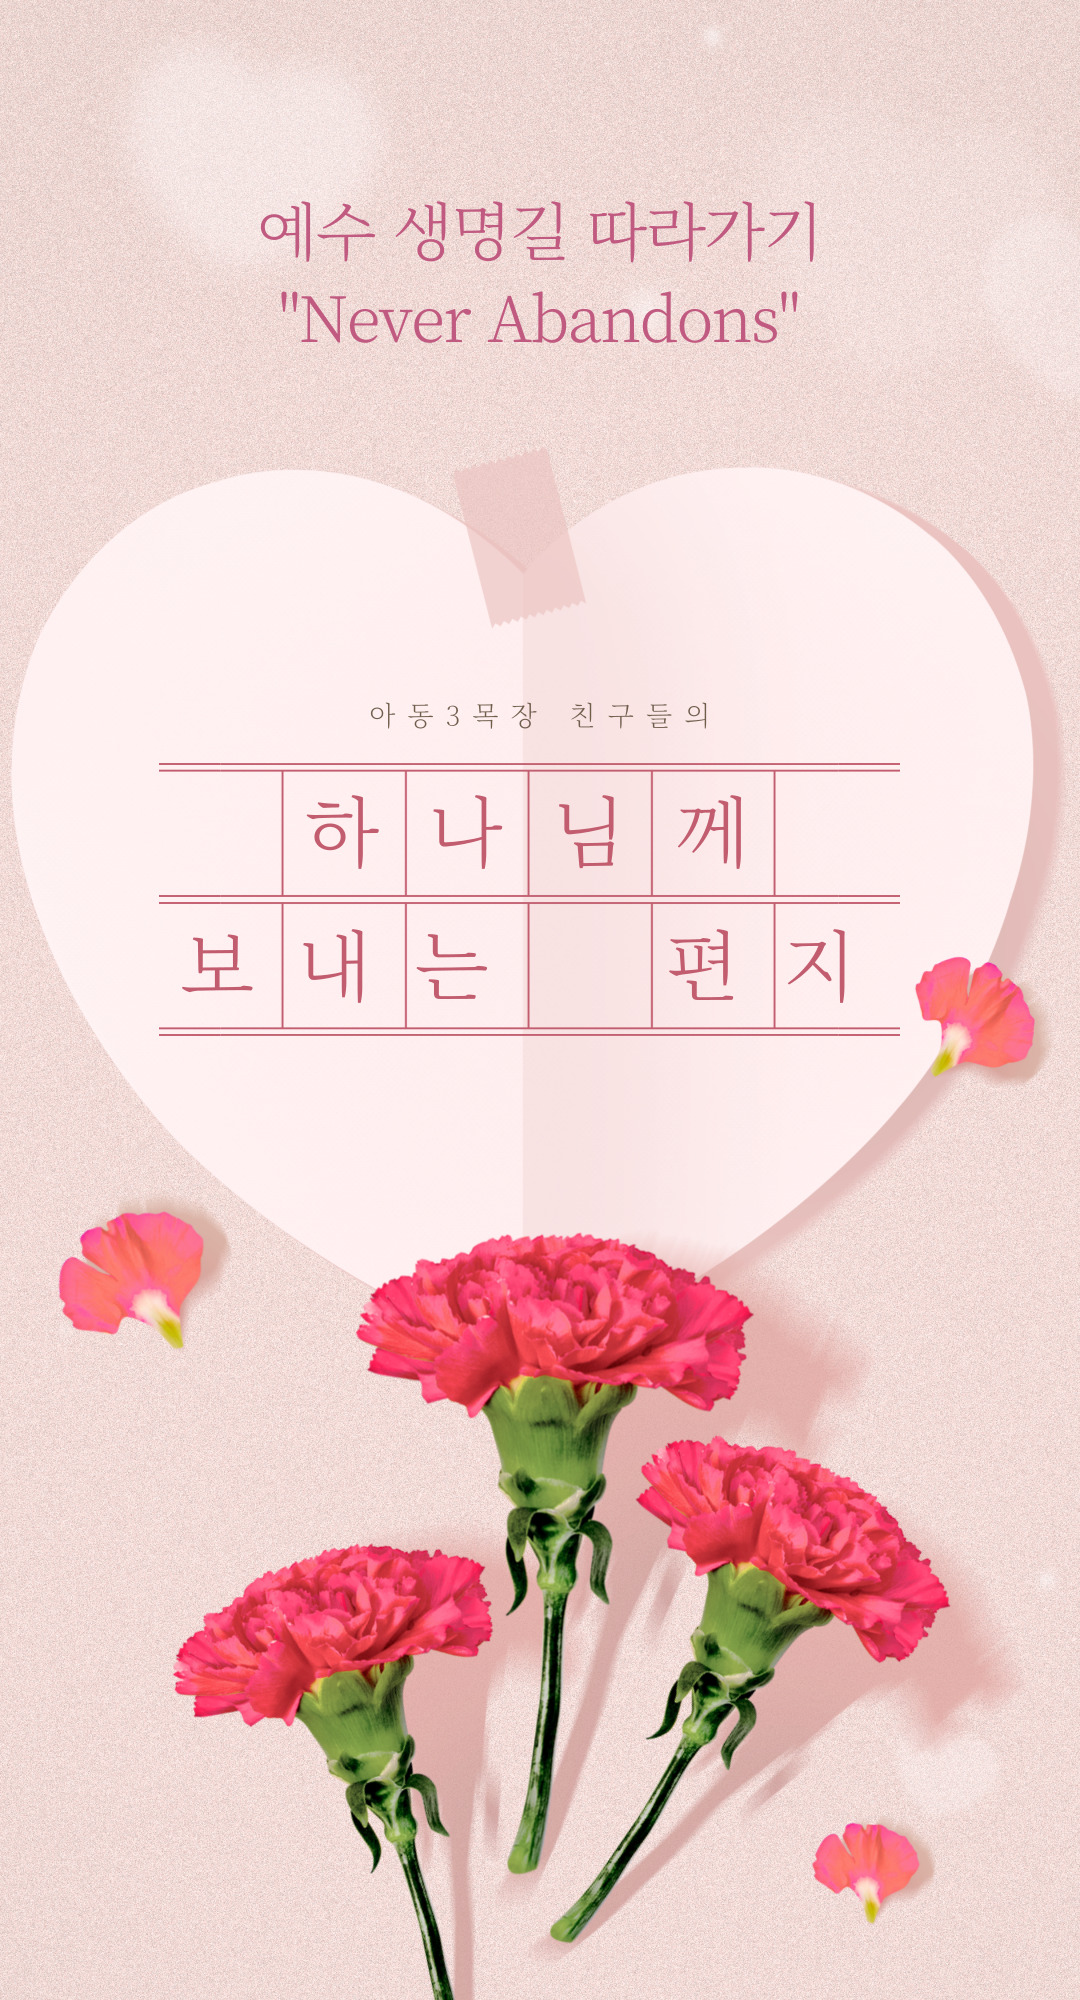 예수 생명길 따라가기
"Never Abandons"
아동3목장 친구들의
하나님께
보내는 편지